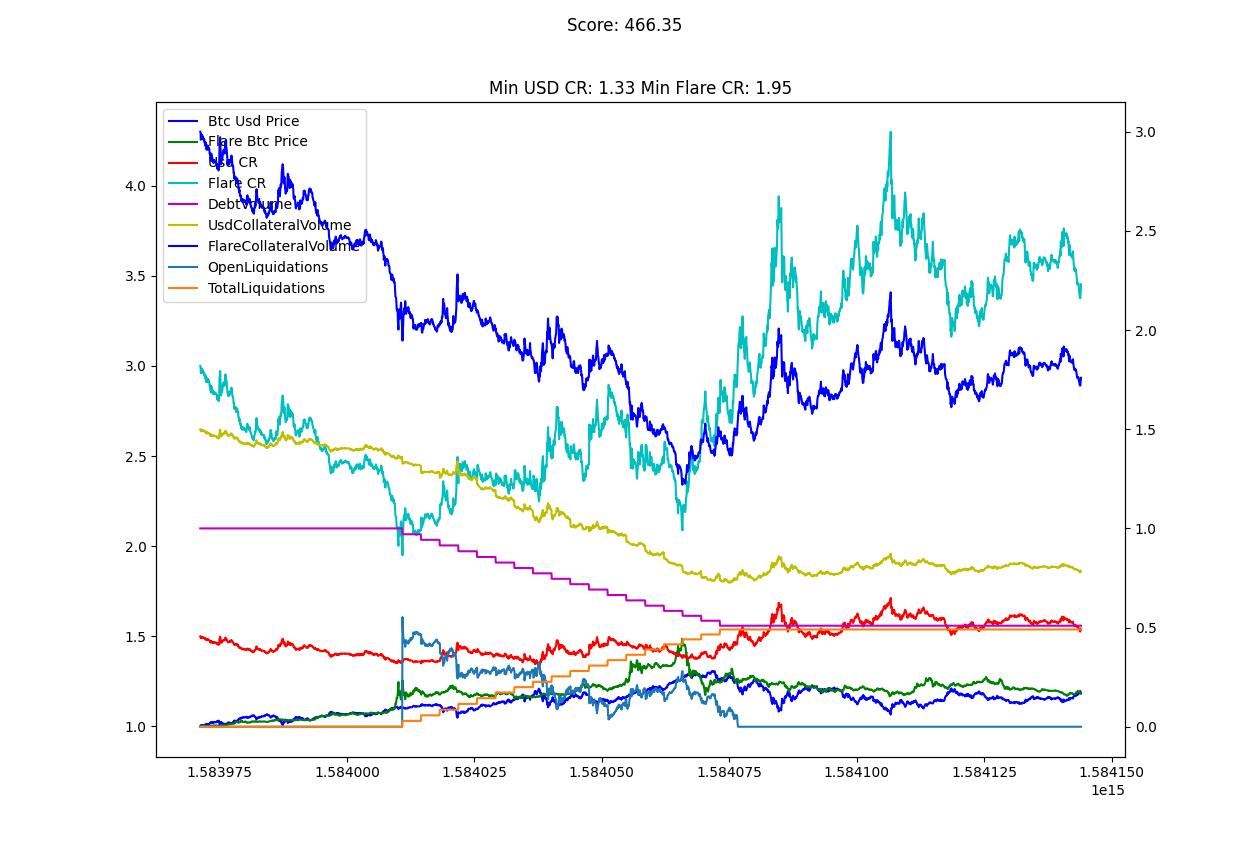 Score: 466.35
Min USD CR: 1.33 Min Flare CR: 1.95
Btc Usd Price
Flare Btc Price
Usd CR
Flare CR
DebtVolume
UsdCollateralVolume
FlareCollateralVolume
OpenLiquidations
TotalLiquidations
4.0
3.5
3.0
2.5
2.0
1.5
1.0
3.0
2.5
2.0
1.5
1.0
0.5
0.0
1.583975 1.584000 1.584025 1.584050 1.584075 1.584100 1.584125 1.584150
1e15